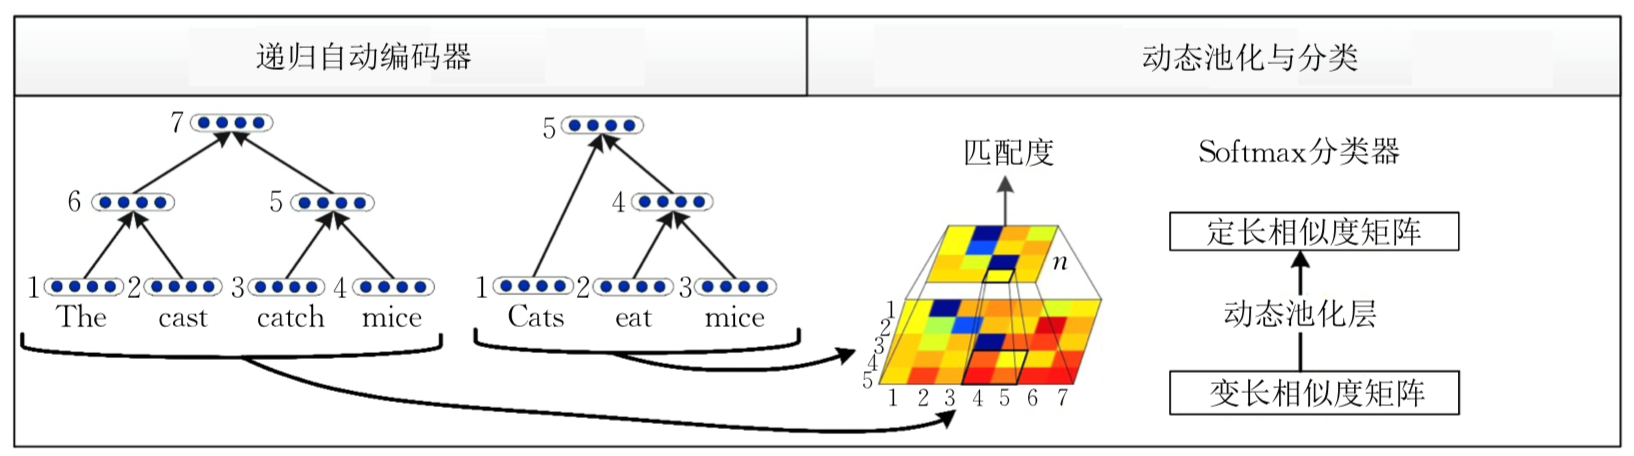 递归自动编码器
动态池化与分类
7
5
匹配度
Softmax分类器
6
5
4
定长相似度矩阵
n
1 2 3 4
1 2 3
The cast catch mice
Cats eat mice
动态池化层
1
2
3
4
5
1 2 3 4 5 6 7
变长相似度矩阵